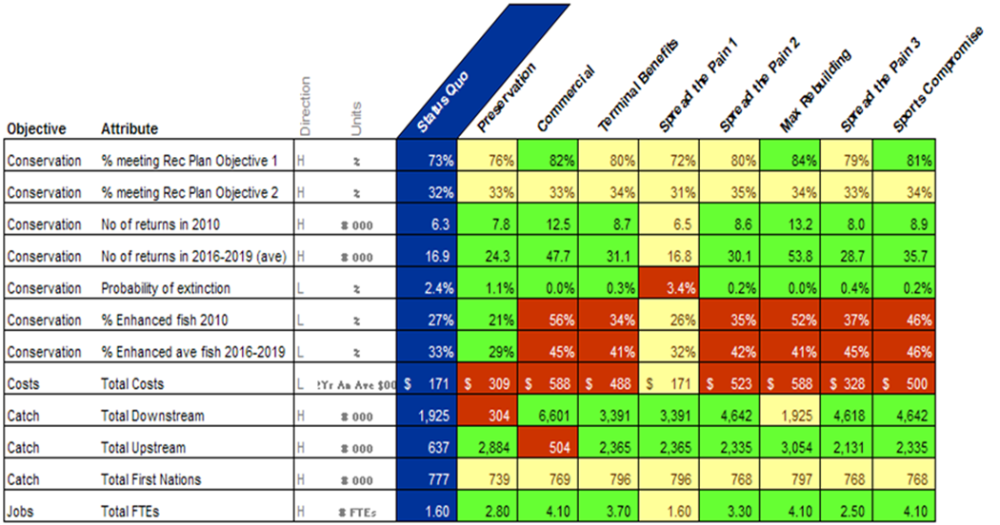 Status Quo Preservation Commercial Terminal Benefits Spread the Pain 1 Spread the Pain 2 Max Rebuilding Spread the Pain 3 Sports Compromise
Objective Attribute Direction Units
Conservation % meeting Rec Plan Objective 1 H % 73% 76% 82% 80% 72% 80% 84% 79% 81%
Conservation % meeting Rec Plan Objective 2 H % 32% 33% 33% 34% 31% 35% 34% 33% 34%
Conservation No of returns in 2010 H # 000 6.3 7.8 12.5 8.7 6.5 8.6 13.2 8.0 8.9
Conservation No of returns in 2016-2019 (ave) H # 000 16.9 24.3 47.7 31.1 16.8 30.1 53.8 28.7 35.7
Conservation Probability of extinction L % 2.4% 1.1% 0.0% 0.3% 3.4% 0.2% 0.0% 0.4% 0.2%
Conservation % Enhanced fish 2010 L % 27% 21% 56% 34% 26% 35% 52% 37% 46%
Conservation % Enhanced ave fish 2016-2019 L % 33% 29% 45% 41% 32% 42% 41% 45% 46%
Costs Total Costs L Yr An Ave $00 $ 171 $ 309 $ 588 $ 488 $ 171 $ 523 $ 588 $ 328 $ 500
Catch Total Downstream H # 000 1,925 304 6,601 3,391 3,391 4,642 1,925 4,618 4,642
Catch Total Upstream H # 000 637 2,884 504 2,365 2,365 2,335 3,054 2,131 2,335
Catch Total First Nations H # 000 777 739 769 796 796 768 797 768 768
Jobs Total FTEs H # FTEs 1.60 2.80 4.10 3.70 1.60 3.30 4.10 2.50 4.10